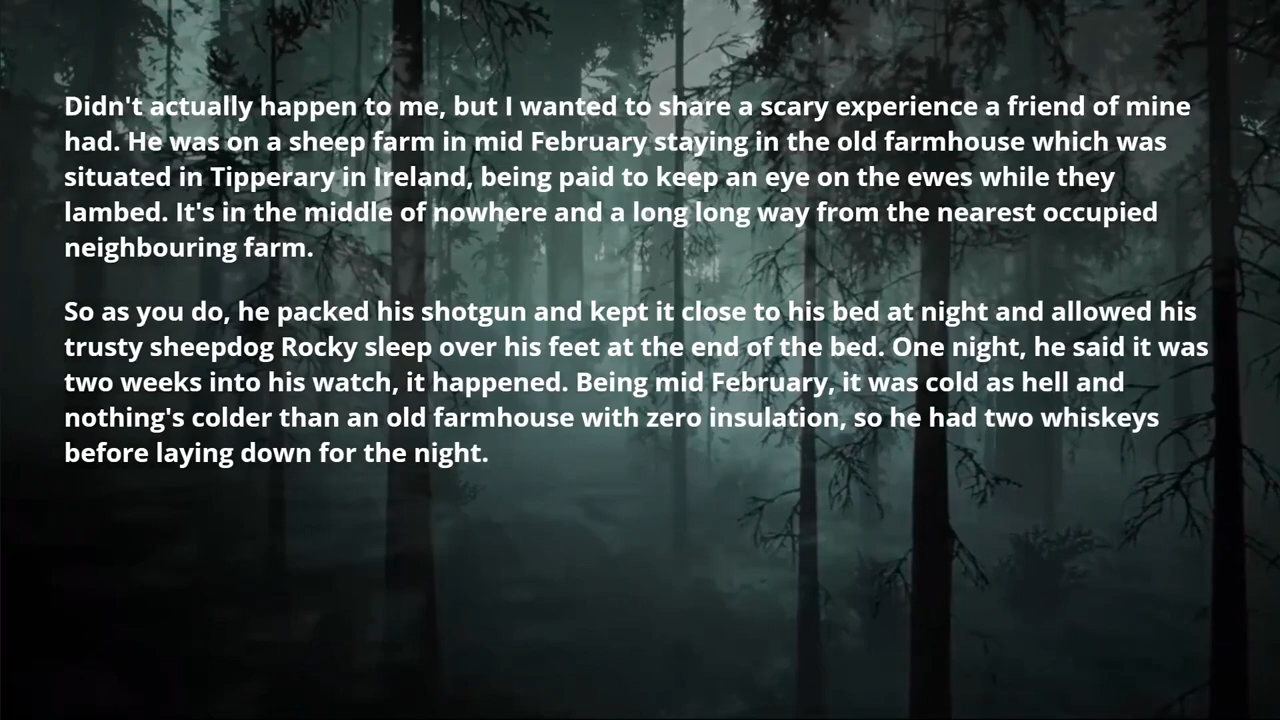 Didn't actually happen to me, but I wanted to share a scary experience a friend of mine
had. He was on a sheep farm in mid February staying in the old farmhouse which was
situated in Tipperary in Ireland, being paid to keep an eye on the ewes while they
lambed. It's in the middle of nowhere and a long long way from the nearest occupied
neighbouring farm.
So as you do, he packed his shotgun and kept it close to his bed at night and allowed his
trusty sheepdog Rocky sleep over his feet at the end of the bed. One night, he said it was
two weeks into his watch, it happened. Being mid February, it was cold as hell and
nothing's colder than an old farmhouse with zero insulation, so he had two whiskeys
before laying down for the night.